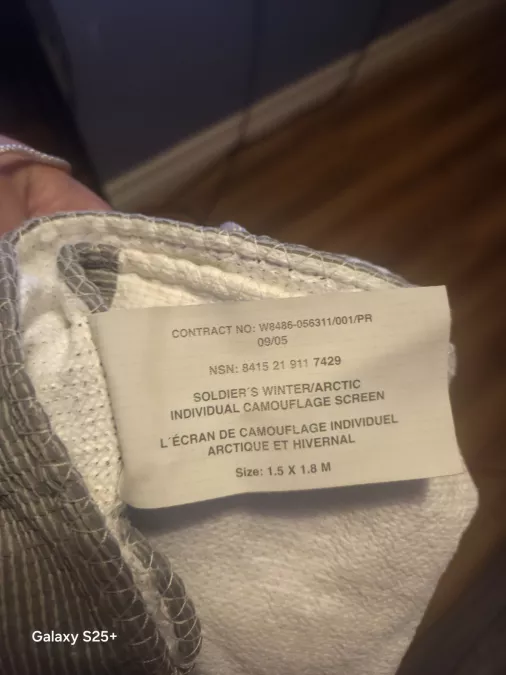 CONTRACT NO: W8486-056311/001/PR
09/05
NSN: 8415 21 911 7429
SOLDIER´S WINTER/ARCTIC
INDIVIDUAL CAMOUFLAGE SCREEN
L´ÉCRAN DE CAMOUFLAGE INDIVIDUEL
ARCTIQUE ET HIVERNAL
Size: 1.5 X 1.8 M
Galaxy S25+